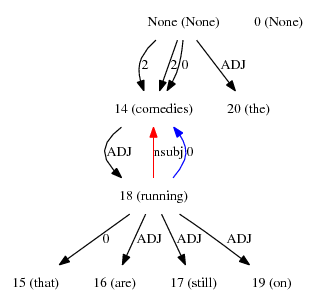 None (None) 0 (None)
2 2 0 ADJ
14 (comedies) 20 (the)
ADJ nsubj 0
18 (running)
0 ADJ ADJ ADJ
15 (that) 16 (are) 17 (still) 19 (on)